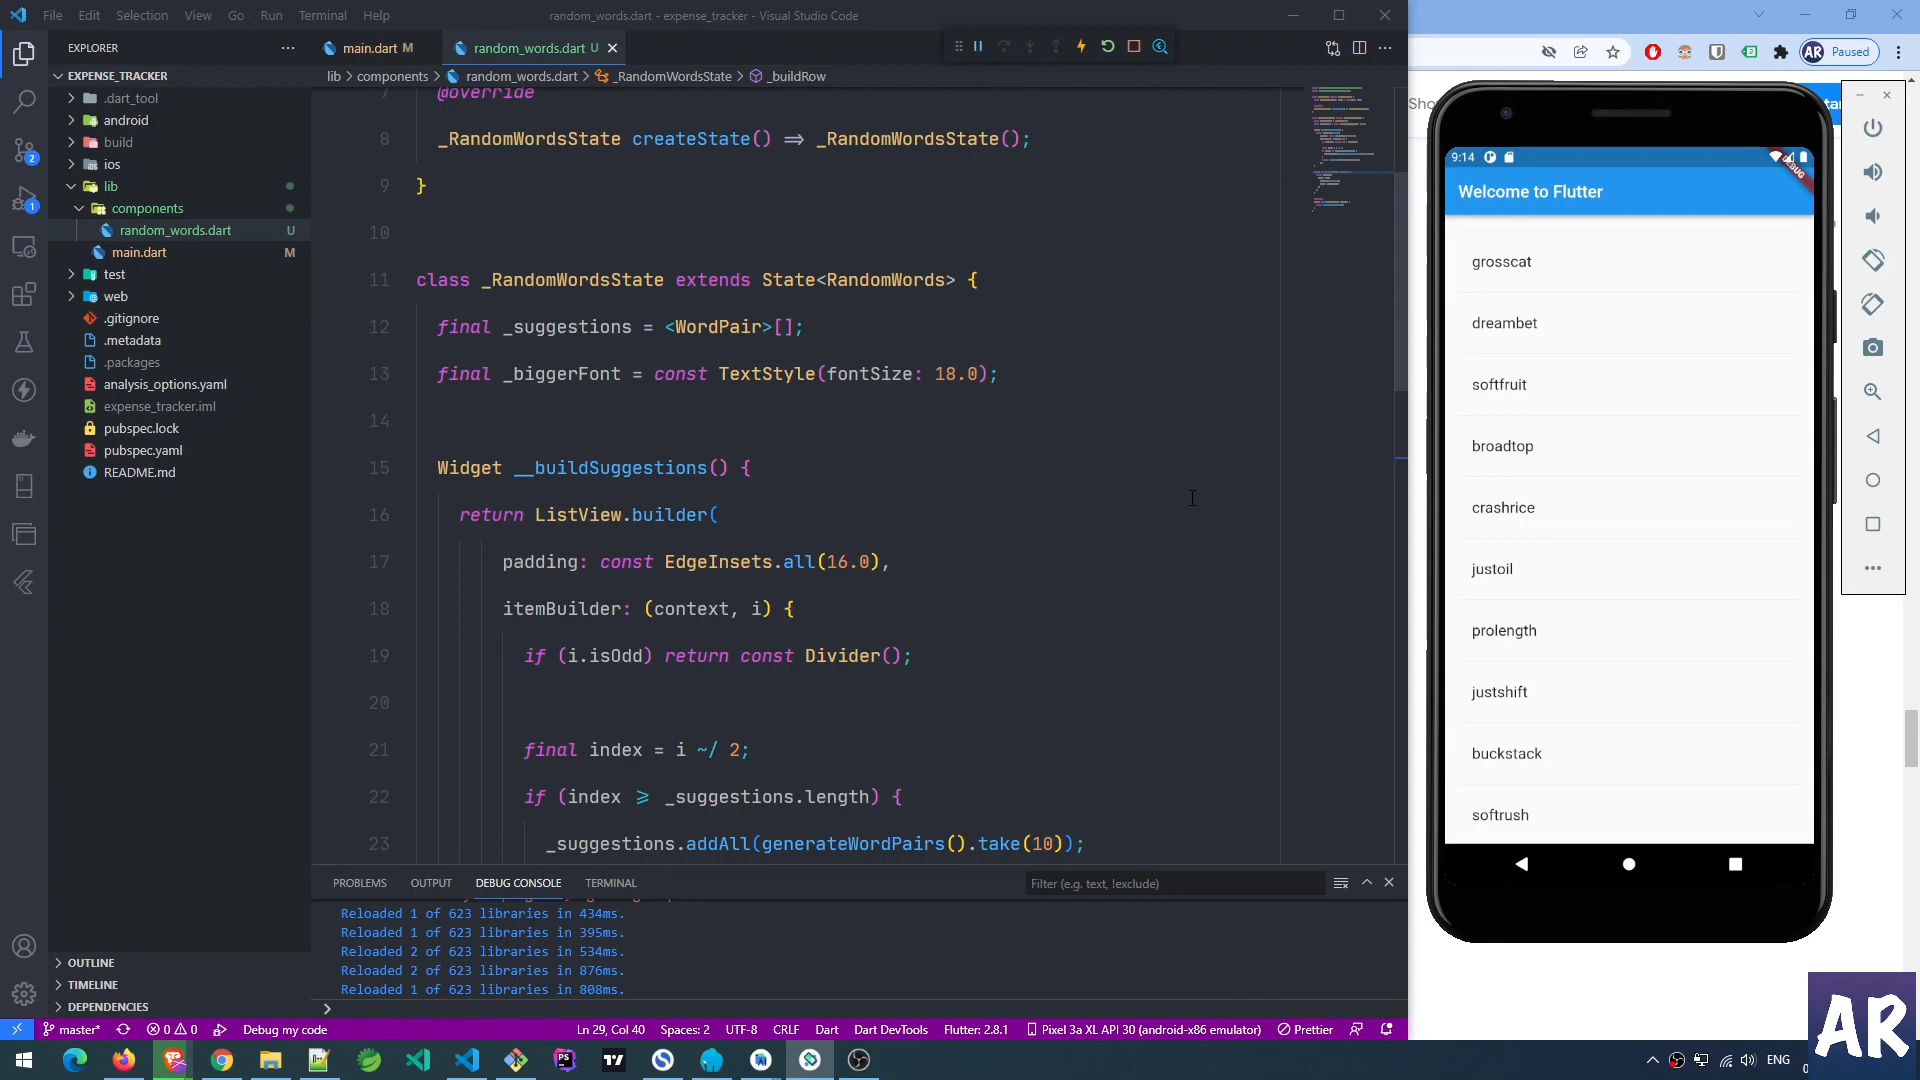 File Edit Selection View Go Run Terminal Help
random_words.dart - expense_tracker - Visual Studio Code
EXPLORER
EXPENSE_TRACKER
.dart_tool
android
build
ios
lib
components
random_words.dart U
main.dart M
test
web
.gitignore
.metadata
.packages
analysis_options.yaml
expense_tracker.iml
pubspec.lock
pubspec.yaml
README.md
OUTLINE
TIMELINE
DEPENDENCIES
main.dart M
random_words.dart U
lib > components > random_words.dart > _RandomWordsState > _buildRow
7 @override
8 _RandomWordsState createState() => _RandomWordsState();
9 }
10
11 class _RandomWordsState extends State<RandomWords> {
12 final _suggestions = <WordPair>[];
13 final _biggerFont = const TextStyle(fontSize: 18.0);
14
15 Widget __buildSuggestions() {
16 return ListView.builder(
17 padding: const EdgeInsets.all(16.0),
18 itemBuilder: (context, i) {
19 if (i.isOdd) return const Divider();
20
21 final index = i ~/ 2;
22 if (index >= _suggestions.length) {
23 _suggestions.addAll(generateWordPairs().take(10));
PROBLEMS OUTPUT DEBUG CONSOLE TERMINAL
Filter (e.g. text, !exclude)
Reloaded 1 of 623 libraries in 434ms.
Reloaded 1 of 623 libraries in 395ms.
Reloaded 2 of 623 libraries in 534ms.
Reloaded 2 of 623 libraries in 876ms.
Reloaded 1 of 623 libraries in 808ms.
master* 0 0 Debug my code
Ln 29, Col 40 Spaces: 2 UTF-8 CRLF Dart Dart DevTools Flutter: 2.8.1 Pixel 3a XL API 30 (android-x86 emulator) Prettier
2
1
AR Paused
Sho
9:14
DEBUG
Welcome to Flutter
grosscat
dreambet
softfruit
broadtop
crashrice
justoil
prolength
justshift
buckstack
softrush
ENG
AR